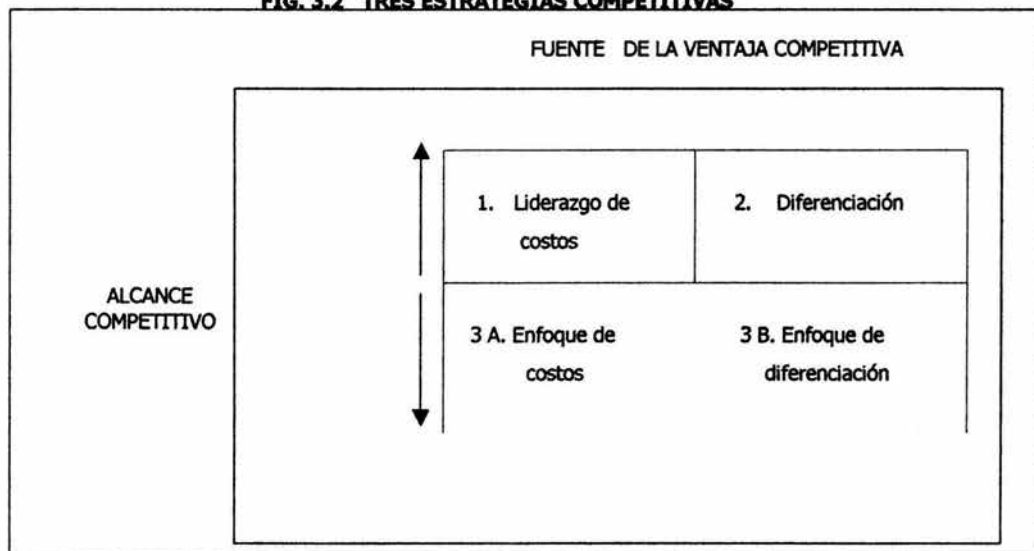 FIG. 3.2 TRES ESTRATEGIAS COMPETITIVAS
FUENTE DE LA VENTAJA COMPETITIVA
1. Liderazgo de
costos
2. Diferenciación
ALCANCE
COMPETITIVO
3 A. Enfoque de
costos
3 B. Enfoque de
diferenciación